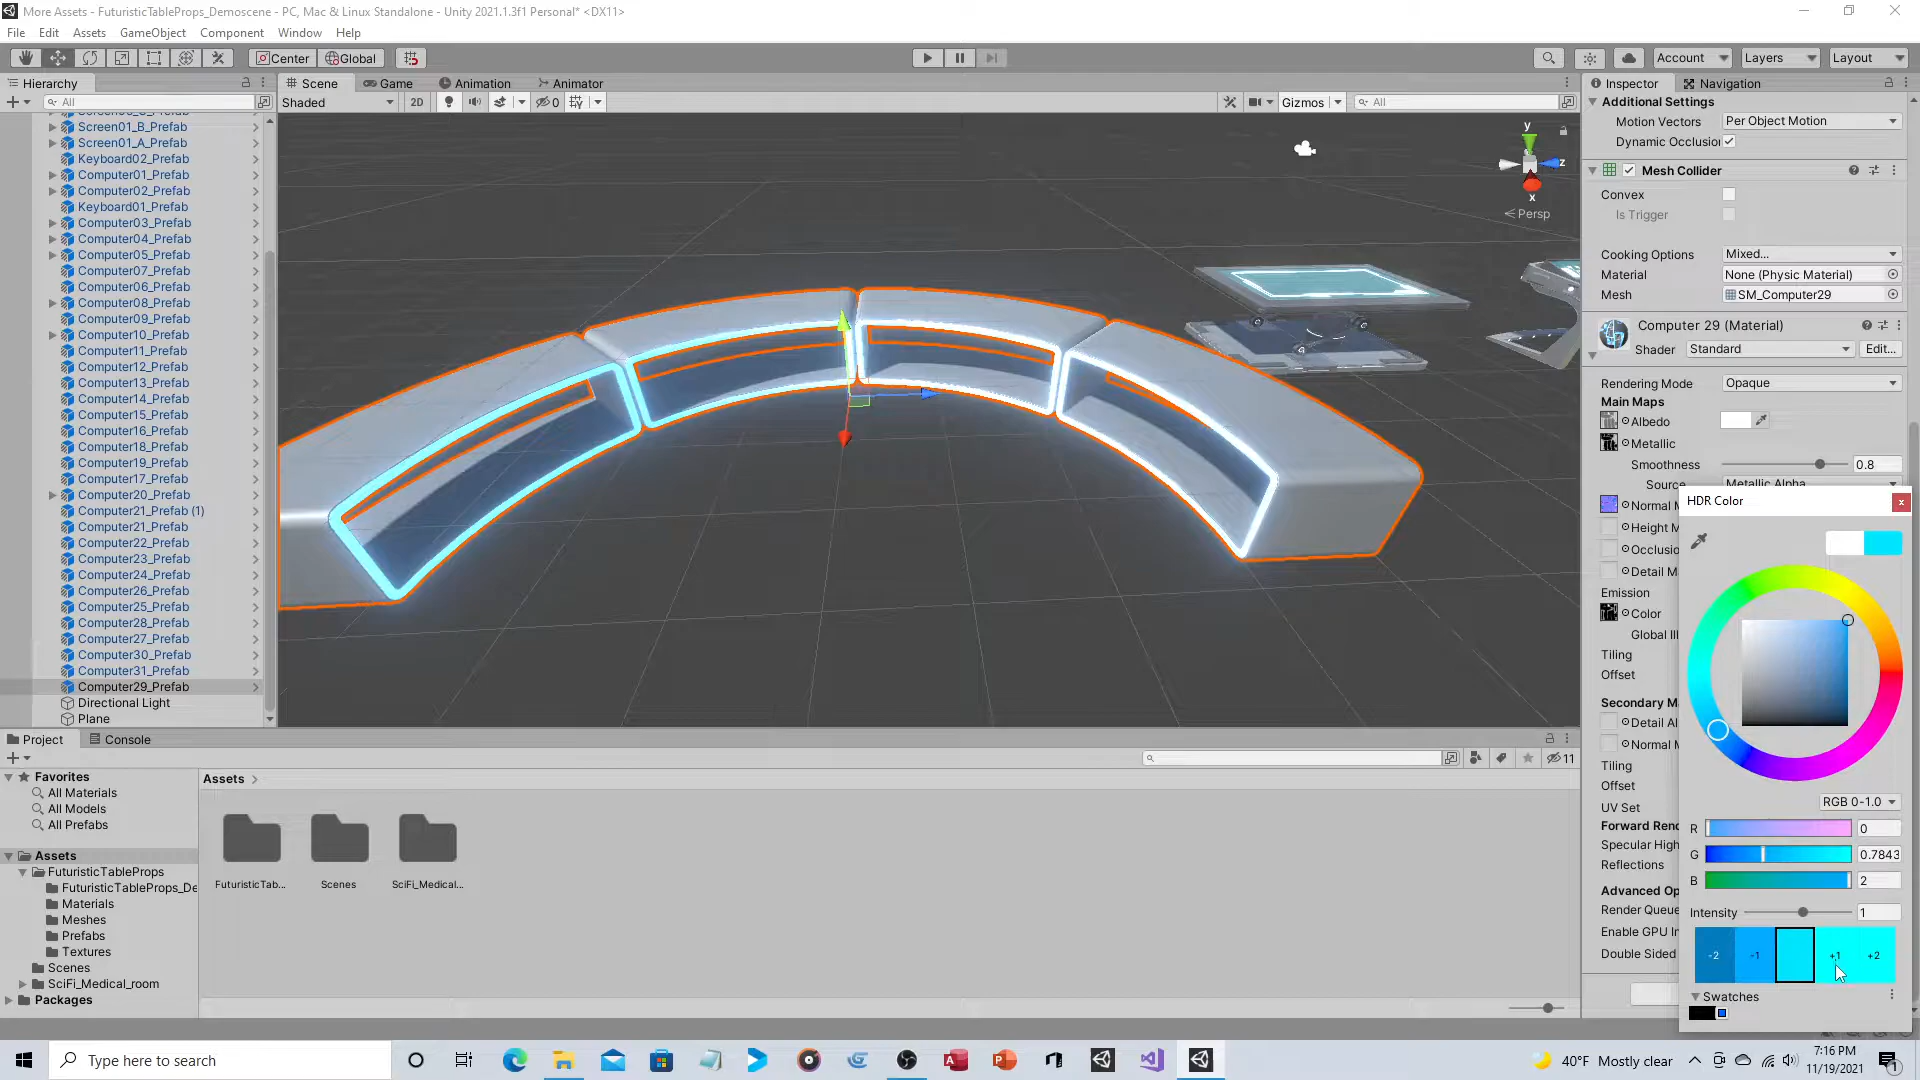 More Assets - FuturisticTableProps_Demoscene - PC, Mac & Linux Standalone - Unity 2021.1.3f1 Personal* <DX11>
File Edit Assets GameObject Component Window Help
Center Global Account Layers Layout
Hierarchy
All
Screen01_B_Prefab
Screen01_A_Prefab
Keyboard02_Prefab
Computer01_Prefab
Computer02_Prefab
Keyboard01_Prefab
Computer03_Prefab
Computer04_Prefab
Computer05_Prefab
Computer07_Prefab
Computer06_Prefab
Computer08_Prefab
Computer09_Prefab
Computer10_Prefab
Computer11_Prefab
Computer12_Prefab
Computer13_Prefab
Computer14_Prefab
Computer15_Prefab
Computer16_Prefab
Computer18_Prefab
Computer19_Prefab
Computer17_Prefab
Computer20_Prefab
Computer21_Prefab (1)
Computer21_Prefab
Computer22_Prefab
Computer23_Prefab
Computer24_Prefab
Computer26_Prefab
Computer25_Prefab
Computer28_Prefab
Computer27_Prefab
Computer30_Prefab
Computer31_Prefab
Computer29_Prefab
Directional Light
Plane
Scene Game Animation Animator
Shaded 2D 0 Gizmos All
y
z
x
Persp
Inspector Navigation
Additional Settings
Motion Vectors Per Object Motion
Dynamic Occlusio
Mesh Collider
Convex
Is Trigger
Cooking Options Mixed...
Material None (Physic Material)
Mesh SM_Computer29
Computer 29 (Material)
Shader Standard Edit...
Rendering Mode Opaque
Main Maps
Albedo
Metallic
Smoothness 0.8
Source Metallic Alpha
Normal M
Height M
Occlusio
Detail M
Emission
Color
Global Ill
Tiling
Offset
Secondary M
Detail Al
Normal M
Tiling
Offset
UV Set
Forward Rend
Specular High
Reflections
Advanced Op
Render Queue
Enable GPU In
Double Sided
HDR Color
x
RGB 0-1.0
R 0
G 0.7843
B 2
Intensity 1
-2 -1 +1 +2
Swatches
Project Console
11
Favorites
All Materials
All Models
All Prefabs
Assets
FuturisticTableProps
FuturisticTableProps_De
Materials
Meshes
Prefabs
Textures
Scenes
SciFi_Medical_room
Packages
Assets
FuturisticTab... Scenes SciFi_Medical...
Type here to search
40°F Mostly clear
7:16 PM
11/19/2021
1